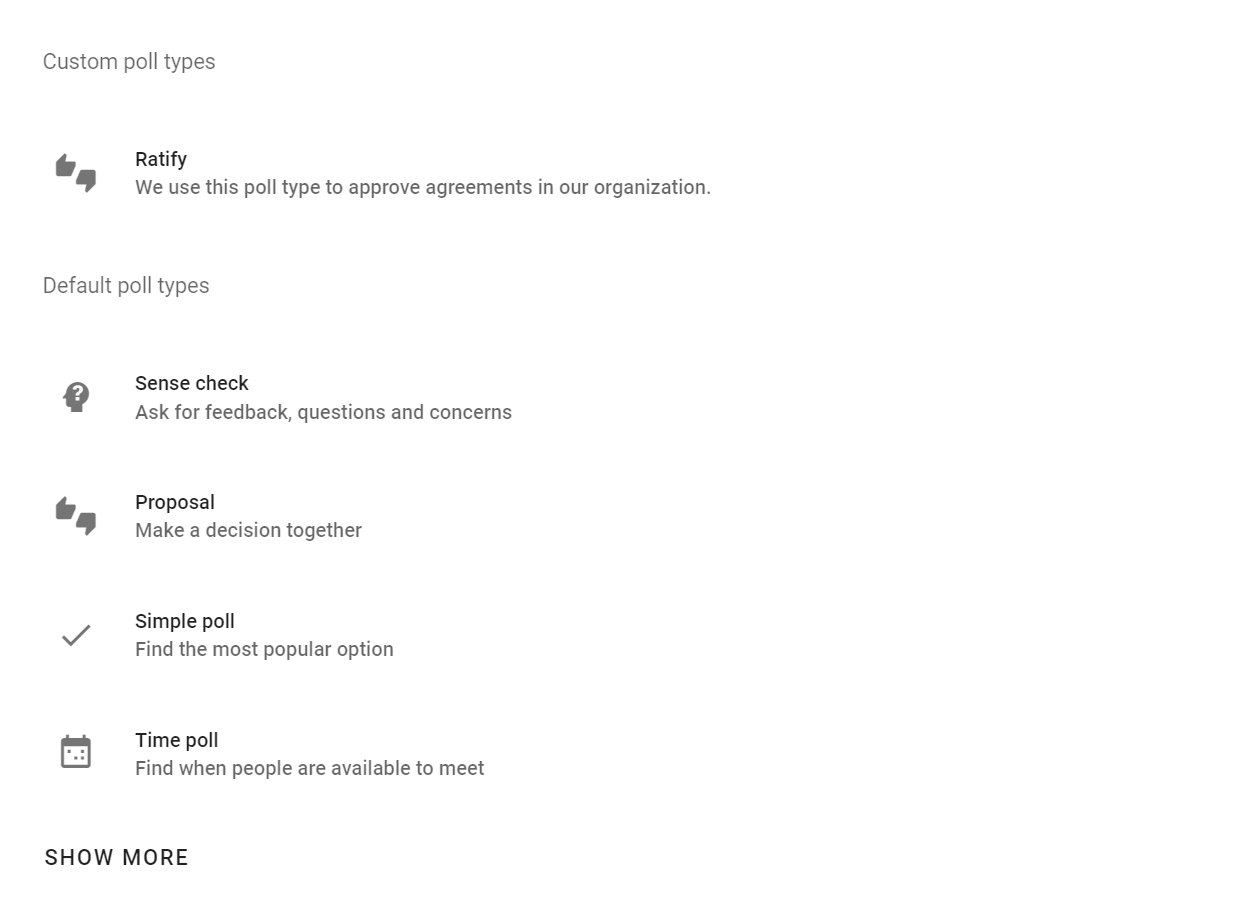 Custom poll types
Ratify
We use this poll type to approve agreements in our organization.
Default poll types
Sense check
Ask for feedback, questions and concerns
Proposal
Make a decision together
Simple poll
Find the most popular option
Time poll
Find when people are available to meet
SHOW MORE